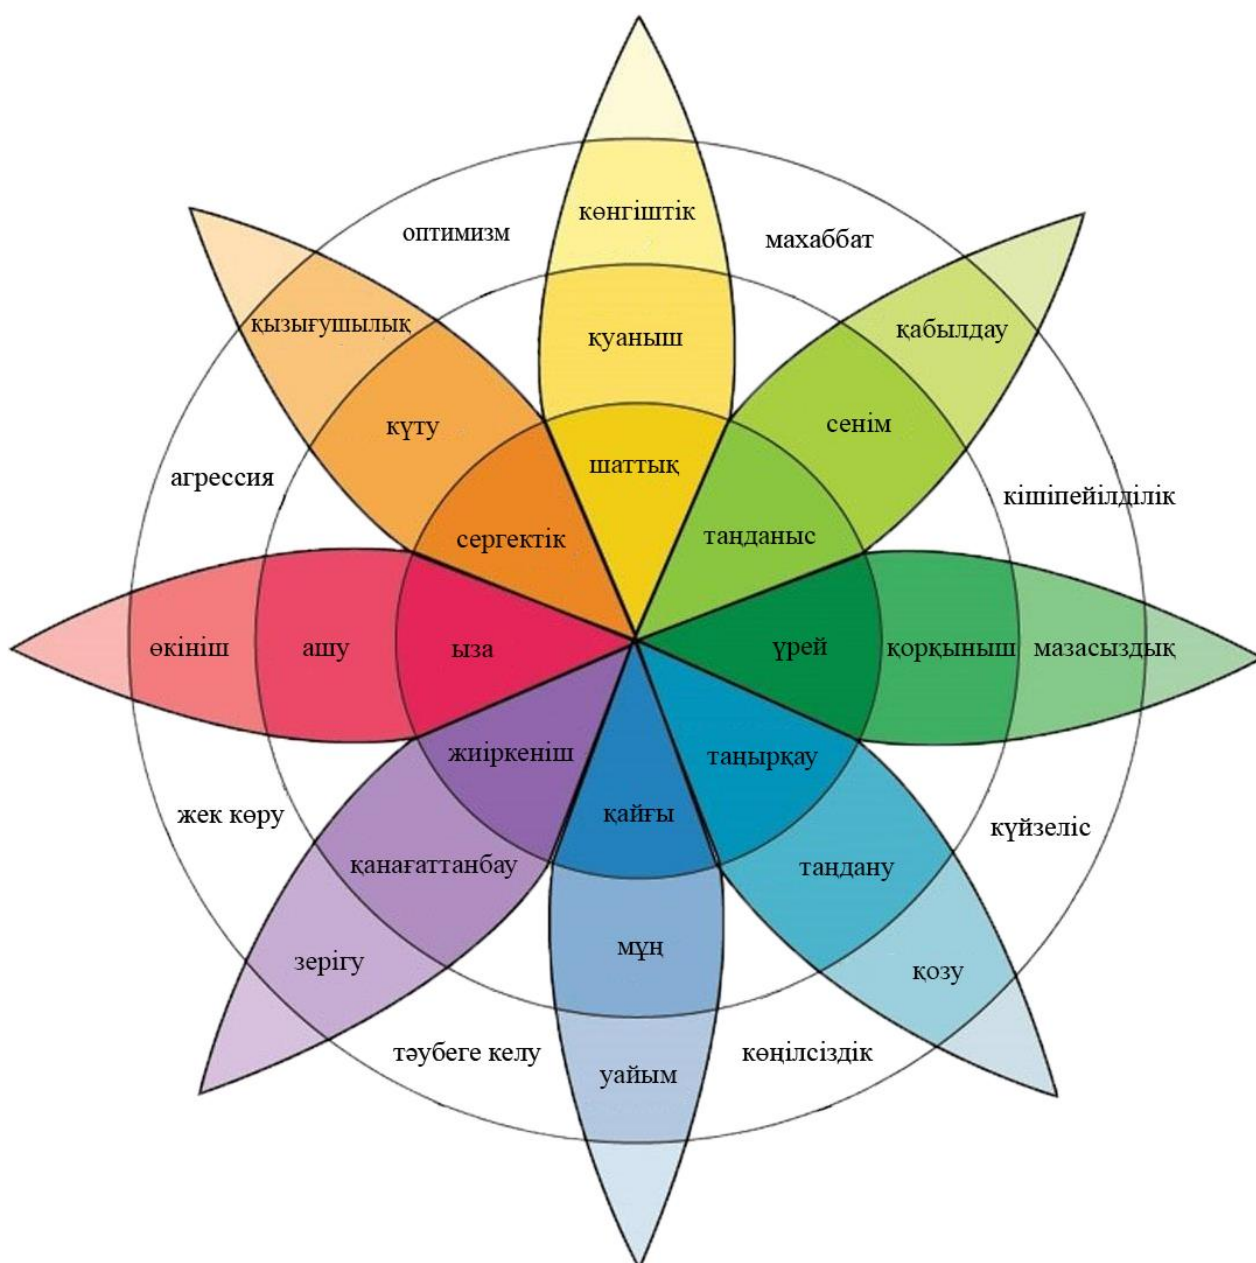 көнгіштік
оптимизм
махаббат
қызығушылық
қуаныш
қабылдау
күту
сенім
агрессия
шаттық
кішіпейілділік
сергектік
таңданыс
өкініш
ашу
ыза
үрей
қорқыныш
мазасыздық
жиіркеніш
таңырқау
жек көру
қайғы
күйзеліс
қанағаттанбау
таңдану
зерігу
мұң
қозу
тәубеге келу
көңілсіздік
уайым